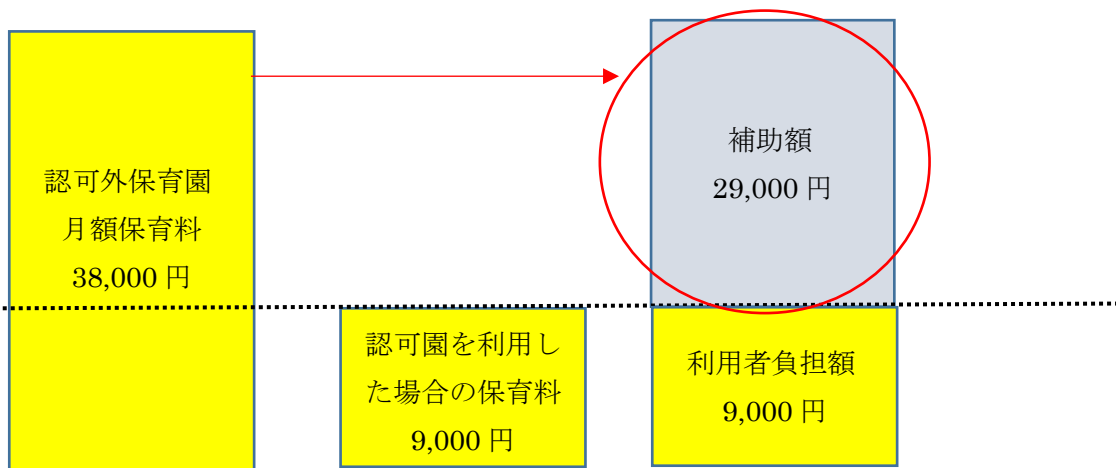 認可外保育園
月額保育料
38,000 円
認可園を利用し
た場合の保育料
9,000 円
補助額
29,000 円
利用者負担額
9,000 円